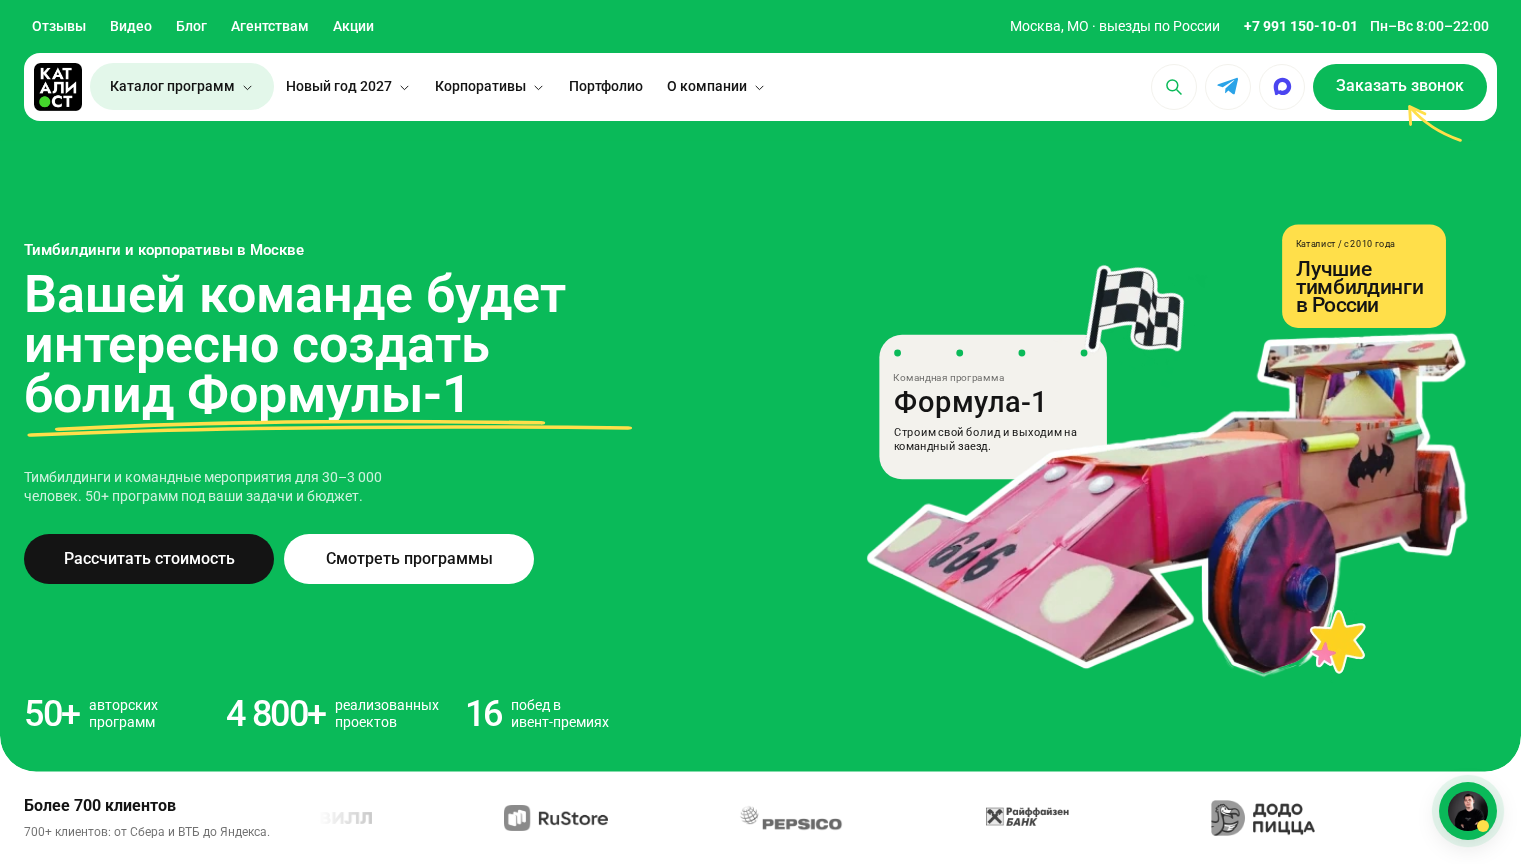 Отзывы Видео Блог Агентствам Акции Москва, МО · выезды по России +7 991 150-10-01 Пн–Вс 8:00–22:00
КАТ
АЛИ
СТ
Каталог программ Новый год 2027 Корпоративы Портфолио О компании Заказать звонок
Тимбилдинги и корпоративы в Москве
Вашей команде будет
интересно создать
болид Формулы-1
Тимбилдинги и командные мероприятия для 30–3 000
человек. 50+ программ под ваши задачи и бюджет.
Рассчитать стоимость Смотреть программы
Каталист / с 2010 года
Лучшие
тимбилдинги
в России
Командная программа
Формула-1
Строим свой болид и выходим на
командный заезд.
666
50+ авторских
программ
4 800+ реализованных
проектов
16 побед в
ивент-премиях
Более 700 клиентов
700+ клиентов: от Сбера и ВТБ до Яндекса.
ВИЛЛ
RuStore
PEPSICO
Райффайзен
БАНК
ДОДО
ПИЦЦА